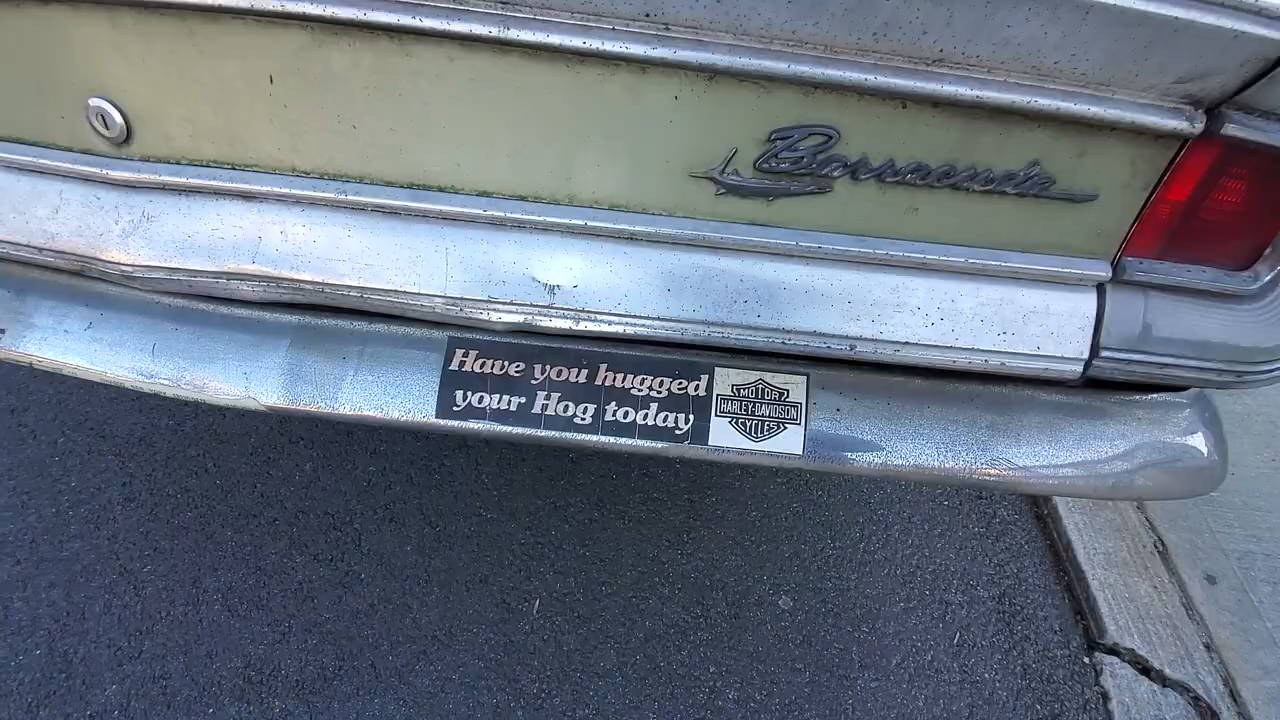 Barracuda
Have you hugged
your Hog today
MOTOR
HARLEY-DAVIDSON
CYCLES